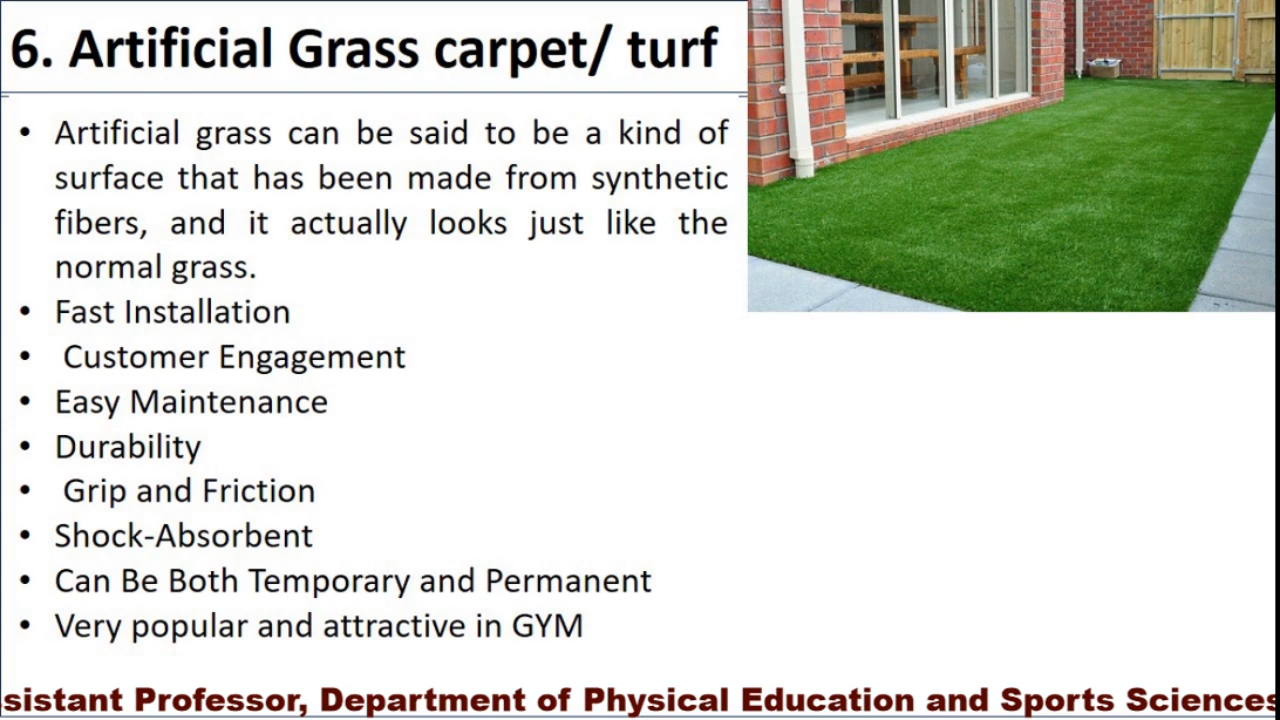 6. Artificial Grass carpet/ turf
• Artificial grass can be said to be a kind of
surface that has been made from synthetic
fibers, and it actually looks just like the
normal grass.
• Fast Installation
• Customer Engagement
• Easy Maintenance
• Durability
• Grip and Friction
• Shock-Absorbent
• Can Be Both Temporary and Permanent
• Very popular and attractive in GYM
sistant Professor, Department of Physical Education and Sports Sciences